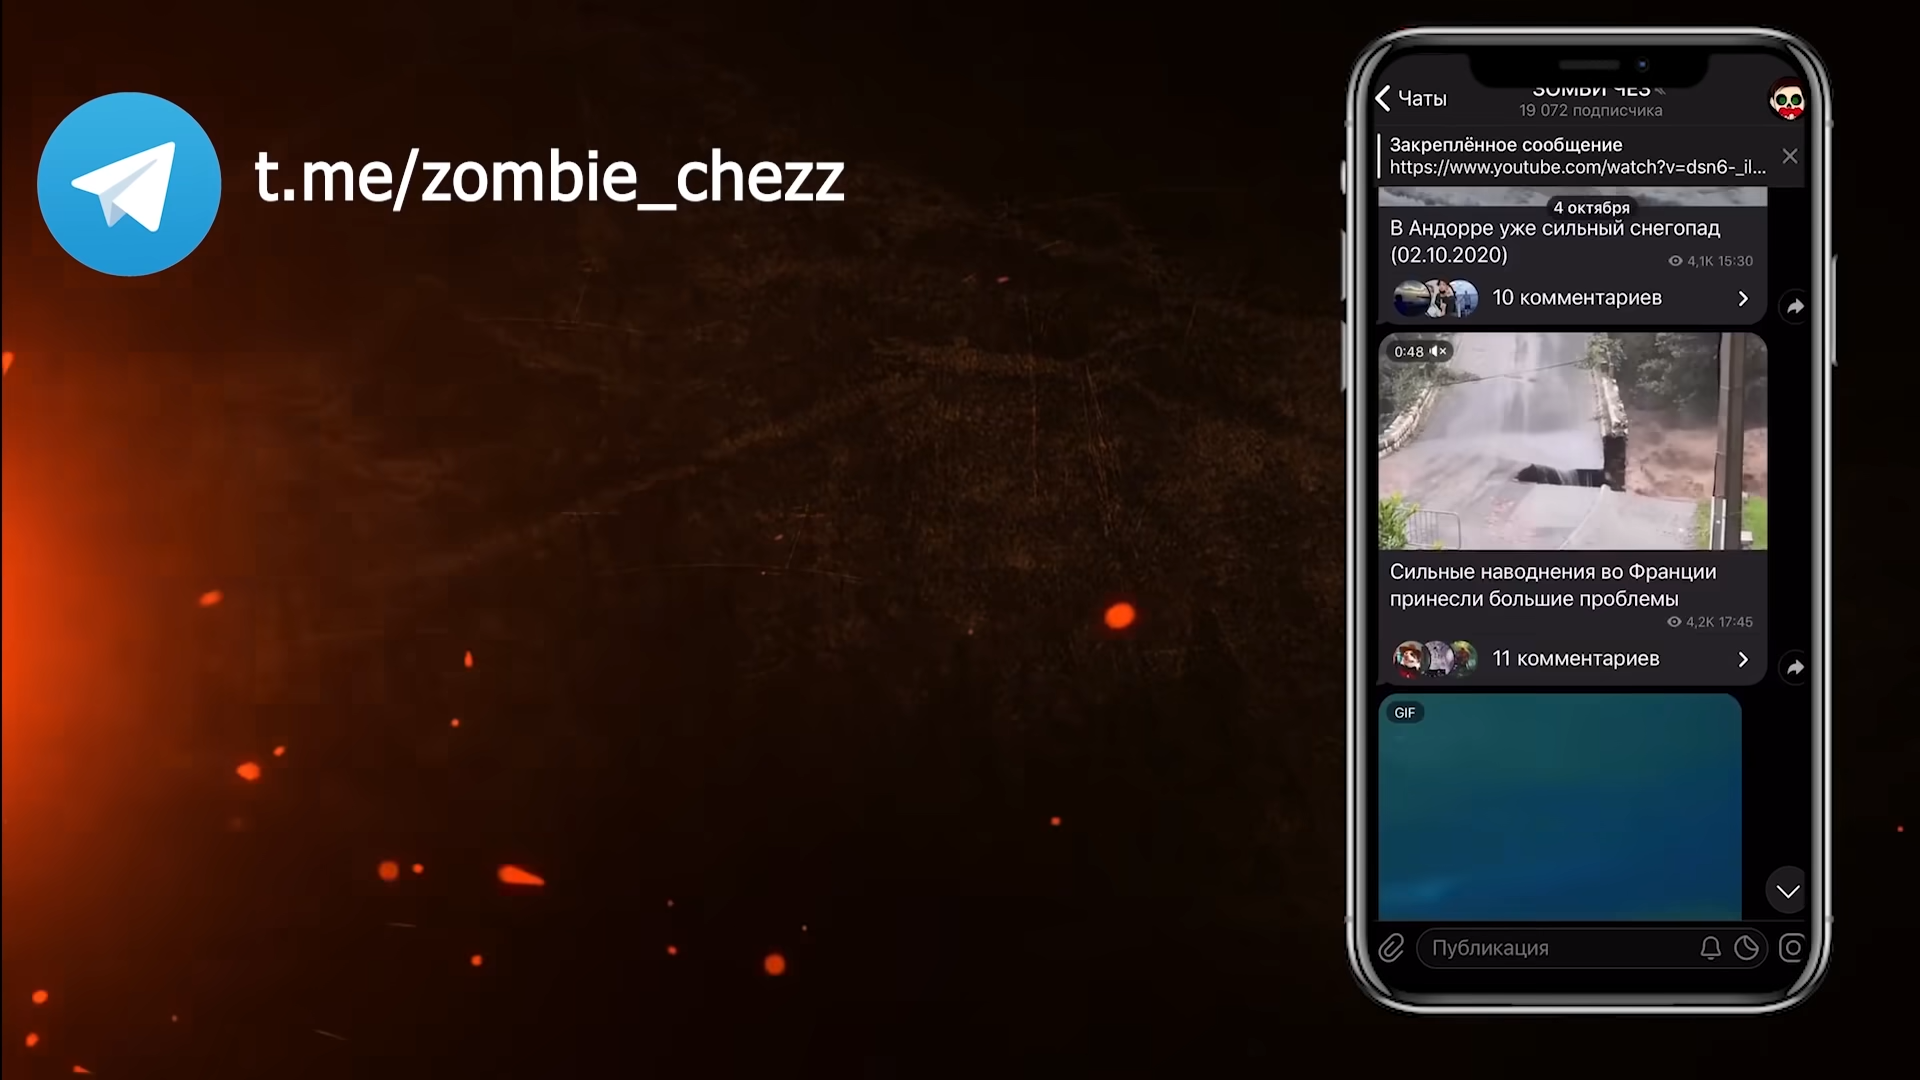 t.me/zombie_chezz
Чаты
ЗОМБИ ЧЕЗ
19 072 подписчика
Закреплённое сообщение
https://www.youtube.com/watch?v=dsn6-_il...
4 октября
В Андорре уже сильный снегопад
(02.10.2020)
4,1K 15:30
10 комментариев
0:48
Сильные наводнения во Франции
принесли большие проблемы
4,2K 17:45
11 комментариев
GIF
Публикация